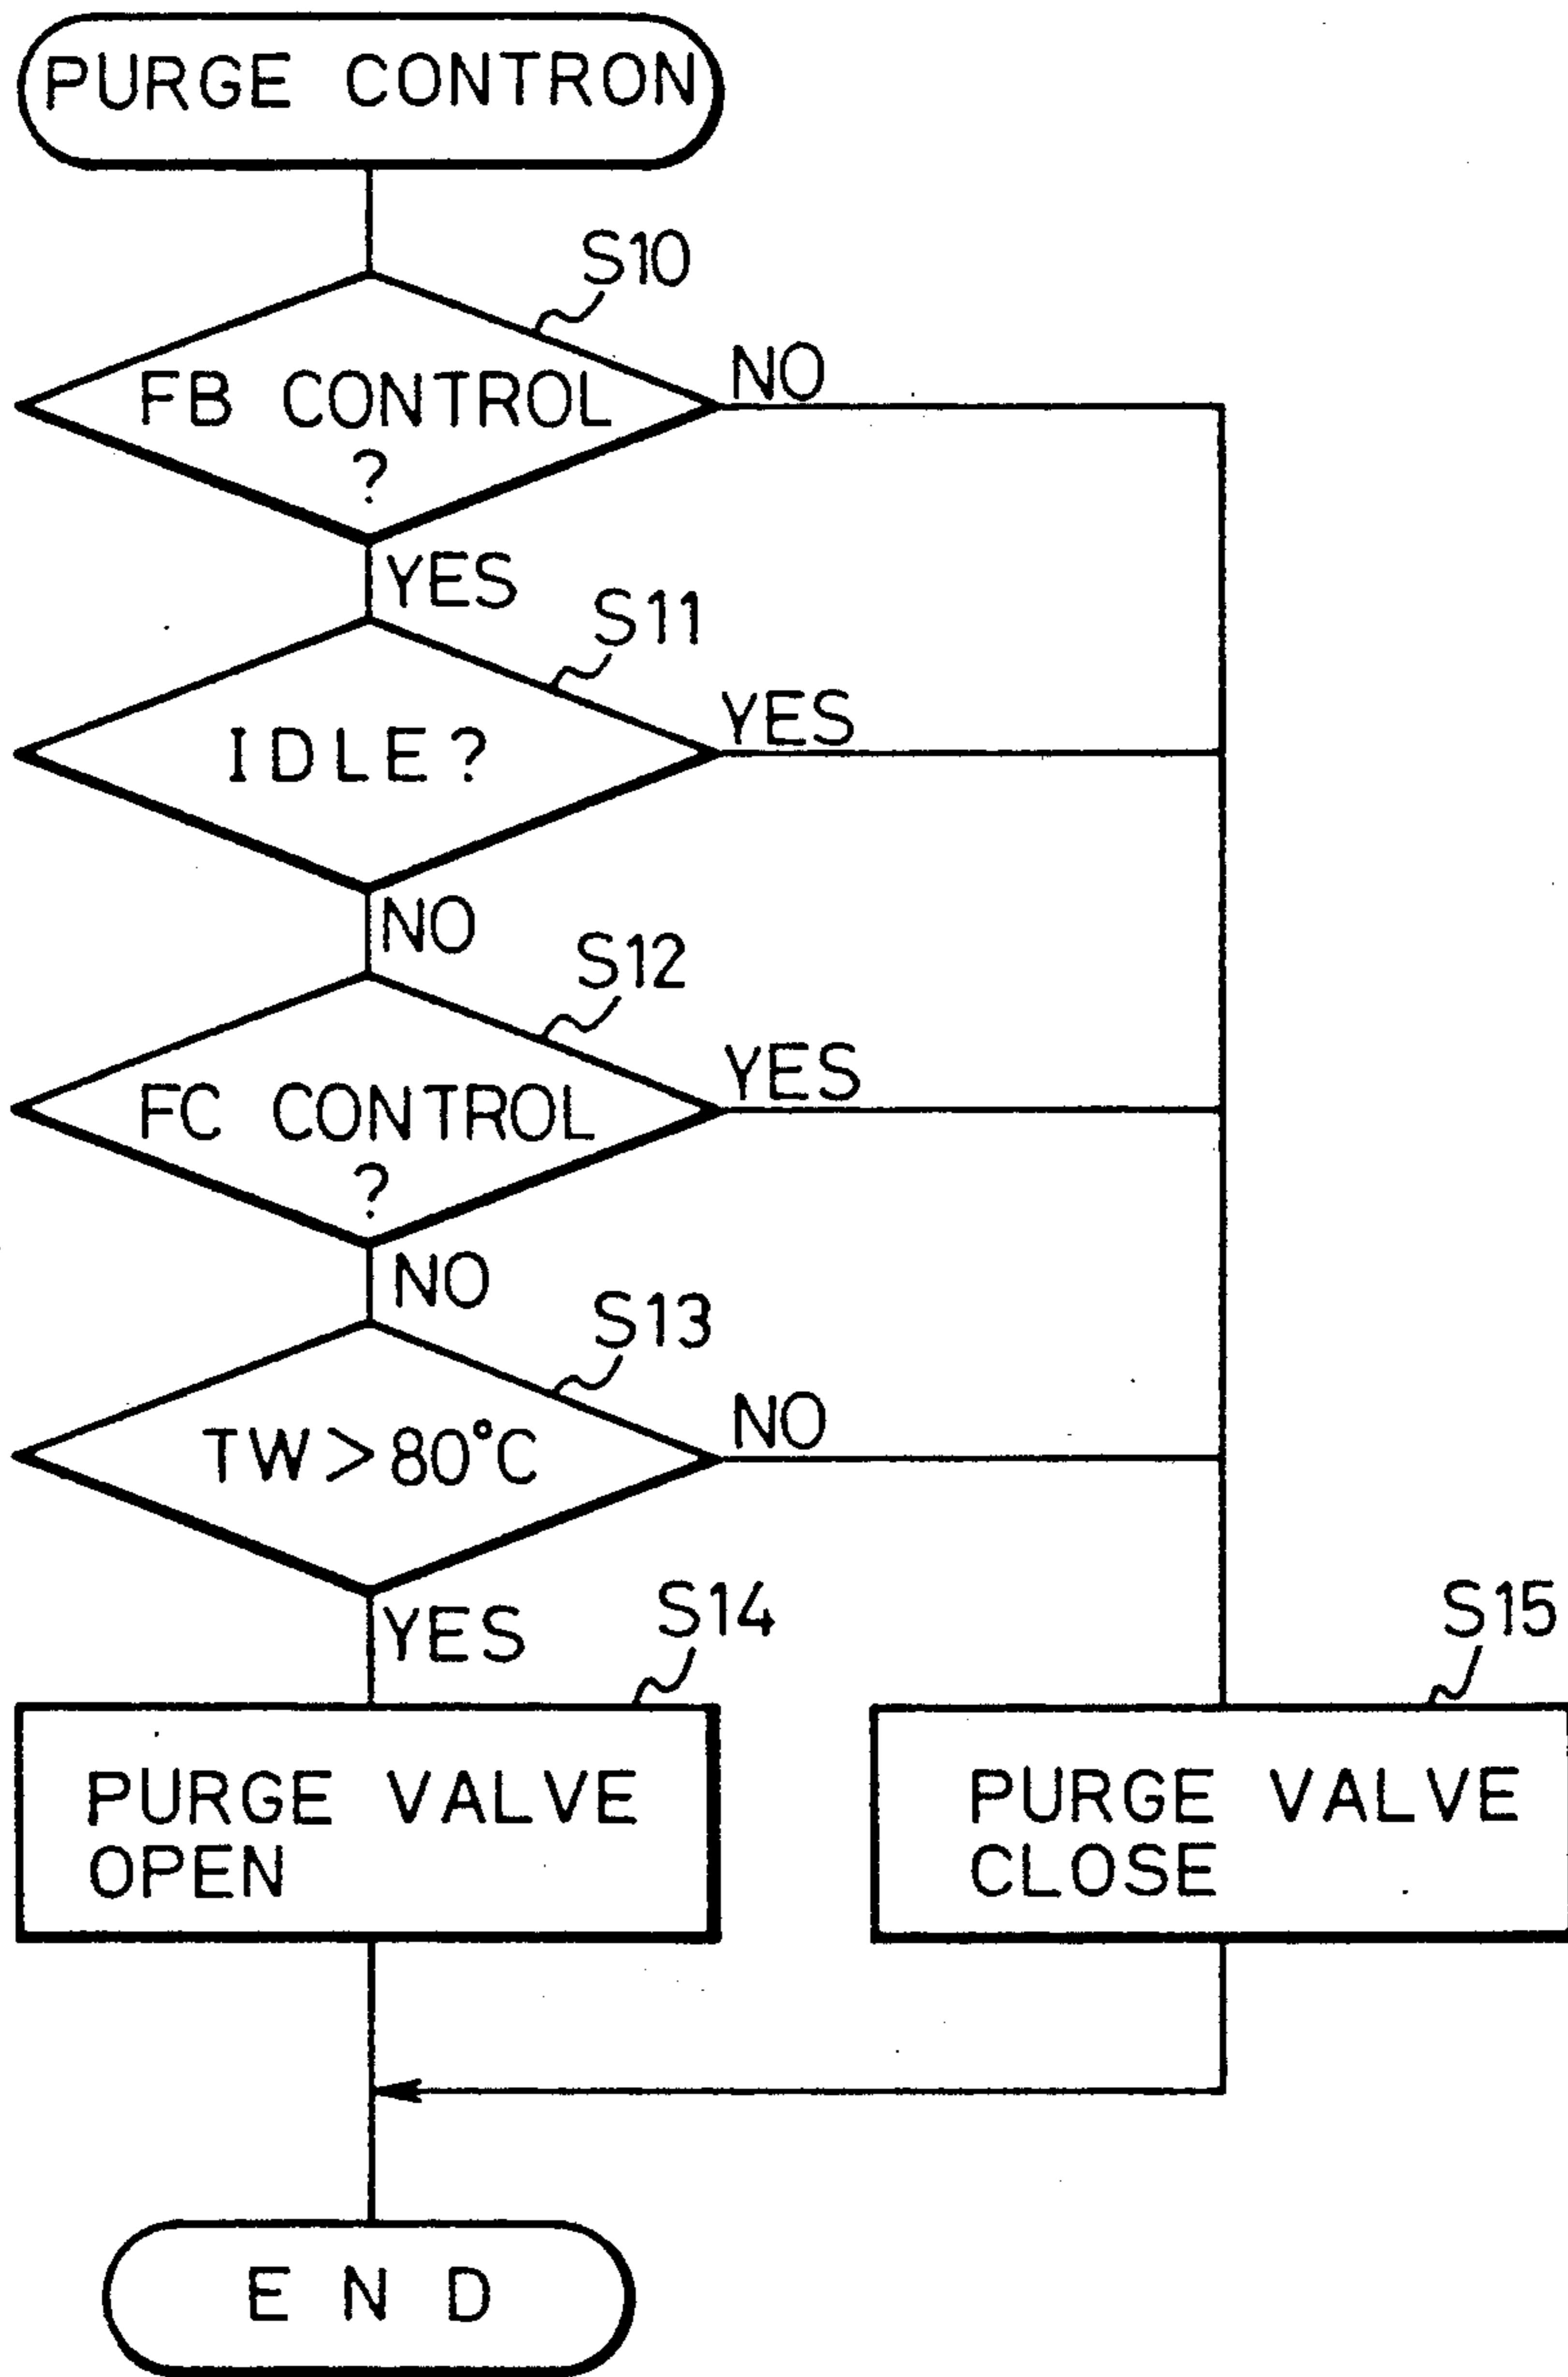 PURGE CONTRON
S10
FB CONTROL
?
NO
YES
S11
IDLE?
YES
NO
S12
FC CONTROL
?
YES
NO
S13
TW>80°C
NO
YES
S14
S15
PURGE VALVE
OPEN
PURGE VALVE
CLOSE
END